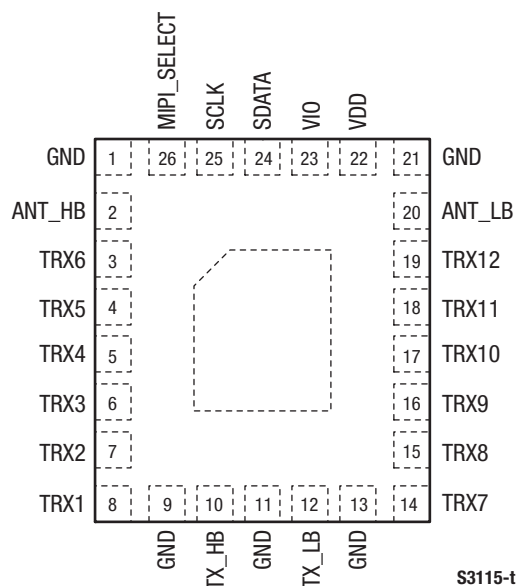 MIPI_SELECT
SCLK
SDATA
VIO
VDD
GND 1 26 25 24 23 22 21 GND
ANT_HB 2 20 ANT_LB
TRX6 3 19 TRX12
TRX5 4 18 TRX11
TRX4 5 17 TRX10
TRX3 6 16 TRX9
TRX2 7 15 TRX8
TRX1 8 9 10 11 12 13 14 TRX7
GND
TX_HB
GND
TX_LB
GND
S3115-t